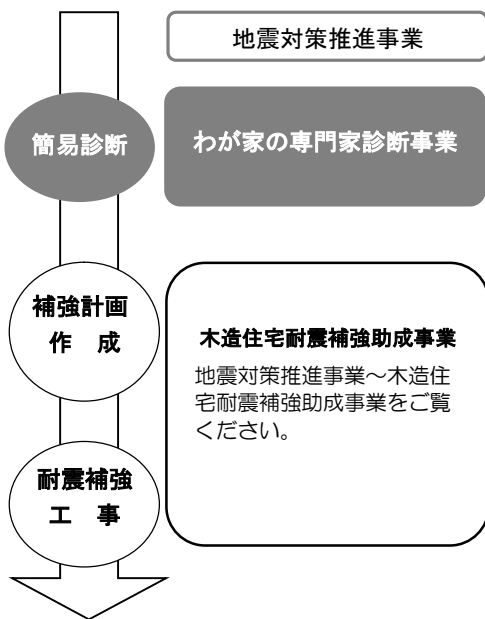 地震対策推進事業
簡易診断
わが家の専門家診断事業
補強計画
作　成
木造住宅耐震補強助成事業
地震対策推進事業～木造住
宅耐震補強助成事業をご覧
ください。
耐震補強
工　事